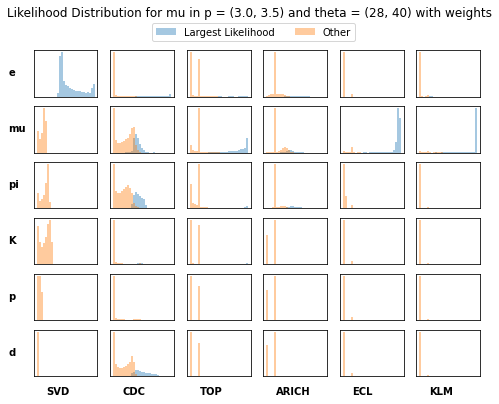 Likelihood Distribution for mu in p = (3.0, 3.5) and theta = (28, 40) with weights
Largest Likelihood Other
e
mu
pi
K
p
d
SVD CDC TOP ARICH ECL KLM